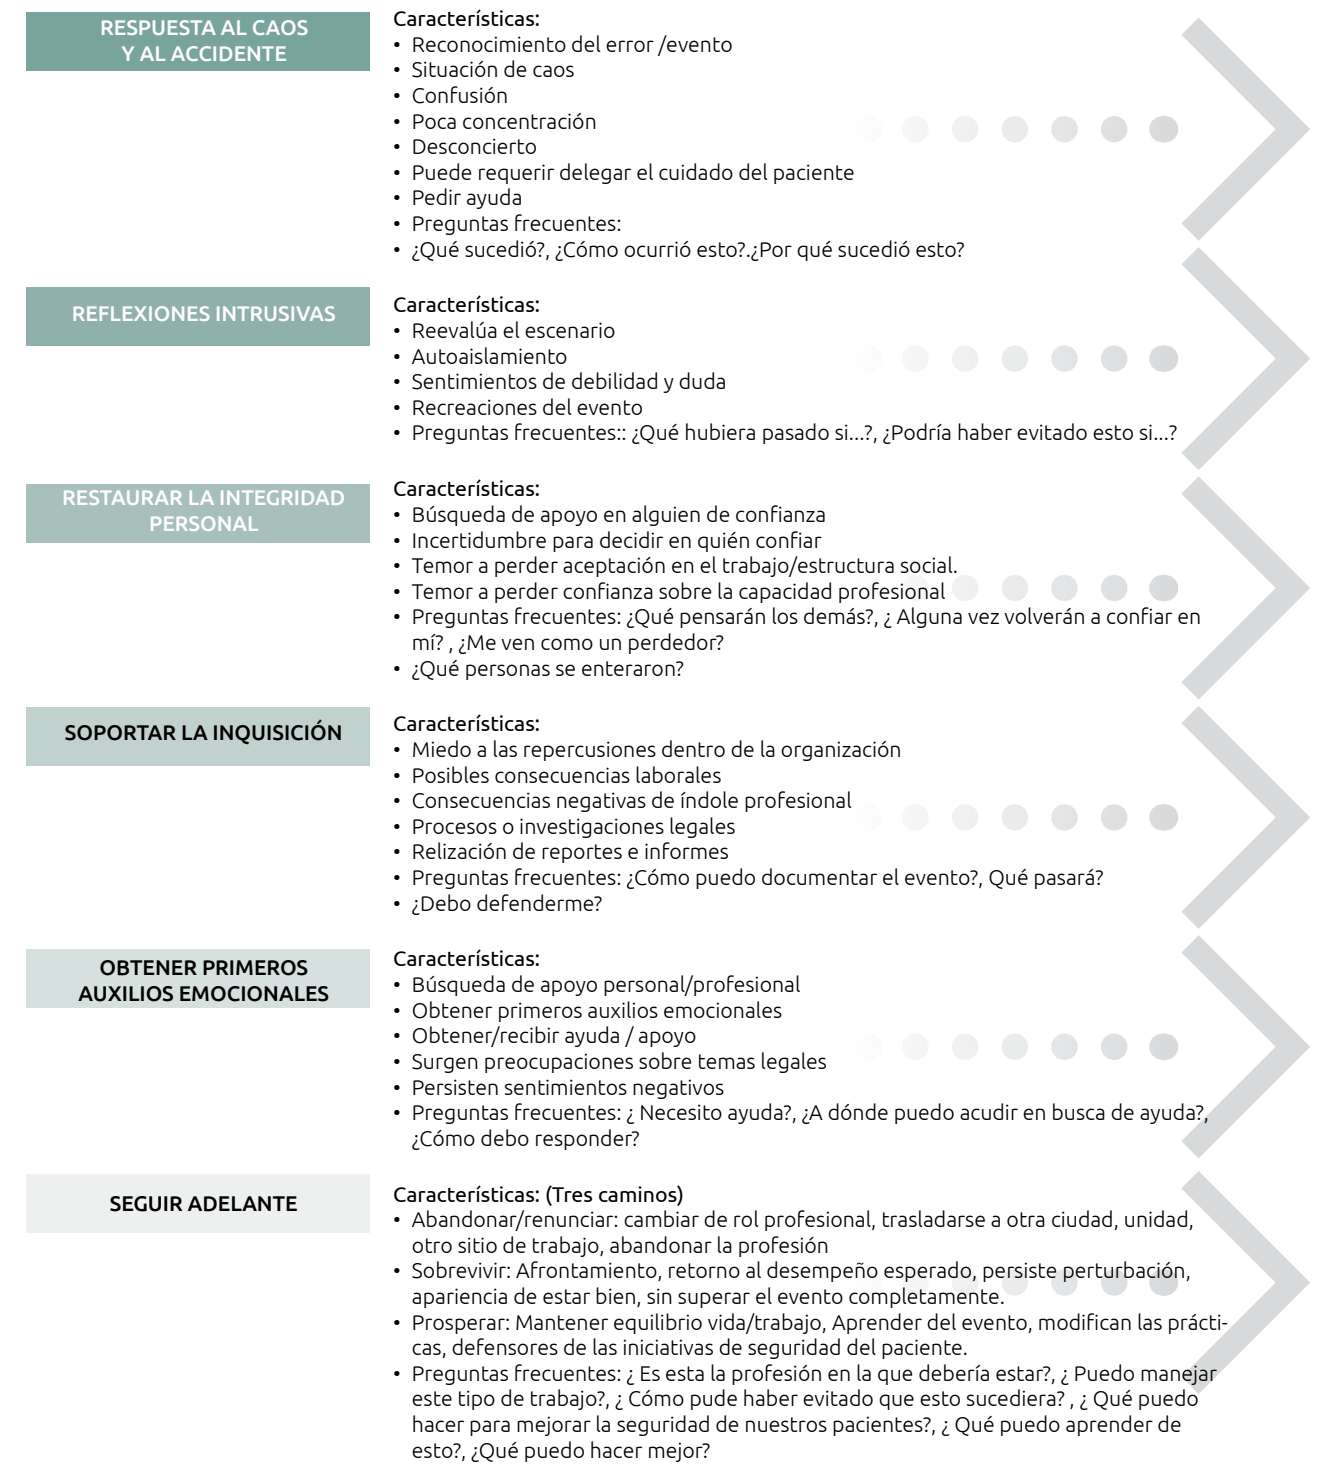 RESPUESTA AL CAOS
Y AL ACCIDENTE
Características:
• Reconocimiento del error /evento
• Situación de caos
• Confusión
• Poca concentración
• Desconcierto
• Puede requerir delegar el cuidado del paciente
• Pedir ayuda
• Preguntas frecuentes:
• ¿Qué sucedió?, ¿Cómo ocurrió esto?.¿Por qué sucedió esto?
REFLEXIONES INTRUSIVAS
Características:
• Reevalúa el escenario
• Autoaislamiento
• Sentimientos de debilidad y duda
• Recreaciones del evento
• Preguntas frecuentes:: ¿Qué hubiera pasado si...?, ¿Podría haber evitado esto si...?
RESTAURAR LA INTEGRIDAD
PERSONAL
Características:
• Búsqueda de apoyo en alguien de confianza
• Incertidumbre para decidir en quién confiar
• Temor a perder aceptación en el trabajo/estructura social.
• Temor a perder confianza sobre la capacidad profesional
• Preguntas frecuentes: ¿Qué pensarán los demás?, ¿ Alguna vez volverán a confiar en
mí? , ¿Me ven como un perdedor?
• ¿Qué personas se enteraron?
SOPORTAR LA INQUISICIÓN
Características:
• Miedo a las repercusiones dentro de la organización
• Posibles consecuencias laborales
• Consecuencias negativas de índole profesional
• Procesos o investigaciones legales
• Relización de reportes e informes
• Preguntas frecuentes: ¿Cómo puedo documentar el evento?, Qué pasará?
• ¿Debo defenderme?
OBTENER PRIMEROS
AUXILIOS EMOCIONALES
Características:
• Búsqueda de apoyo personal/profesional
• Obtener primeros auxilios emocionales
• Obtener/recibir ayuda / apoyo
• Surgen preocupaciones sobre temas legales
• Persisten sentimientos negativos
• Preguntas frecuentes: ¿ Necesito ayuda?, ¿A dónde puedo acudir en busca de ayuda?,
¿Cómo debo responder?
SEGUIR ADELANTE
Características: (Tres caminos)
• Abandonar/renunciar: cambiar de rol profesional, trasladarse a otra ciudad, unidad,
otro sitio de trabajo, abandonar la profesión
• Sobrevivir: Afrontamiento, retorno al desempeño esperado, persiste perturbación,
apariencia de estar bien, sin superar el evento completamente.
• Prosperar: Mantener equilibrio vida/trabajo, Aprender del evento, modifican las prácti-
cas, defensores de las iniciativas de seguridad del paciente.
• Preguntas frecuentes: ¿ Es esta la profesión en la que debería estar?, ¿ Puedo manejar
este tipo de trabajo?, ¿ Cómo pude haber evitado que esto sucediera? , ¿ Qué puedo
hacer para mejorar la seguridad de nuestros pacientes?, ¿ Qué puedo aprender de
esto?, ¿Qué puedo hacer mejor?